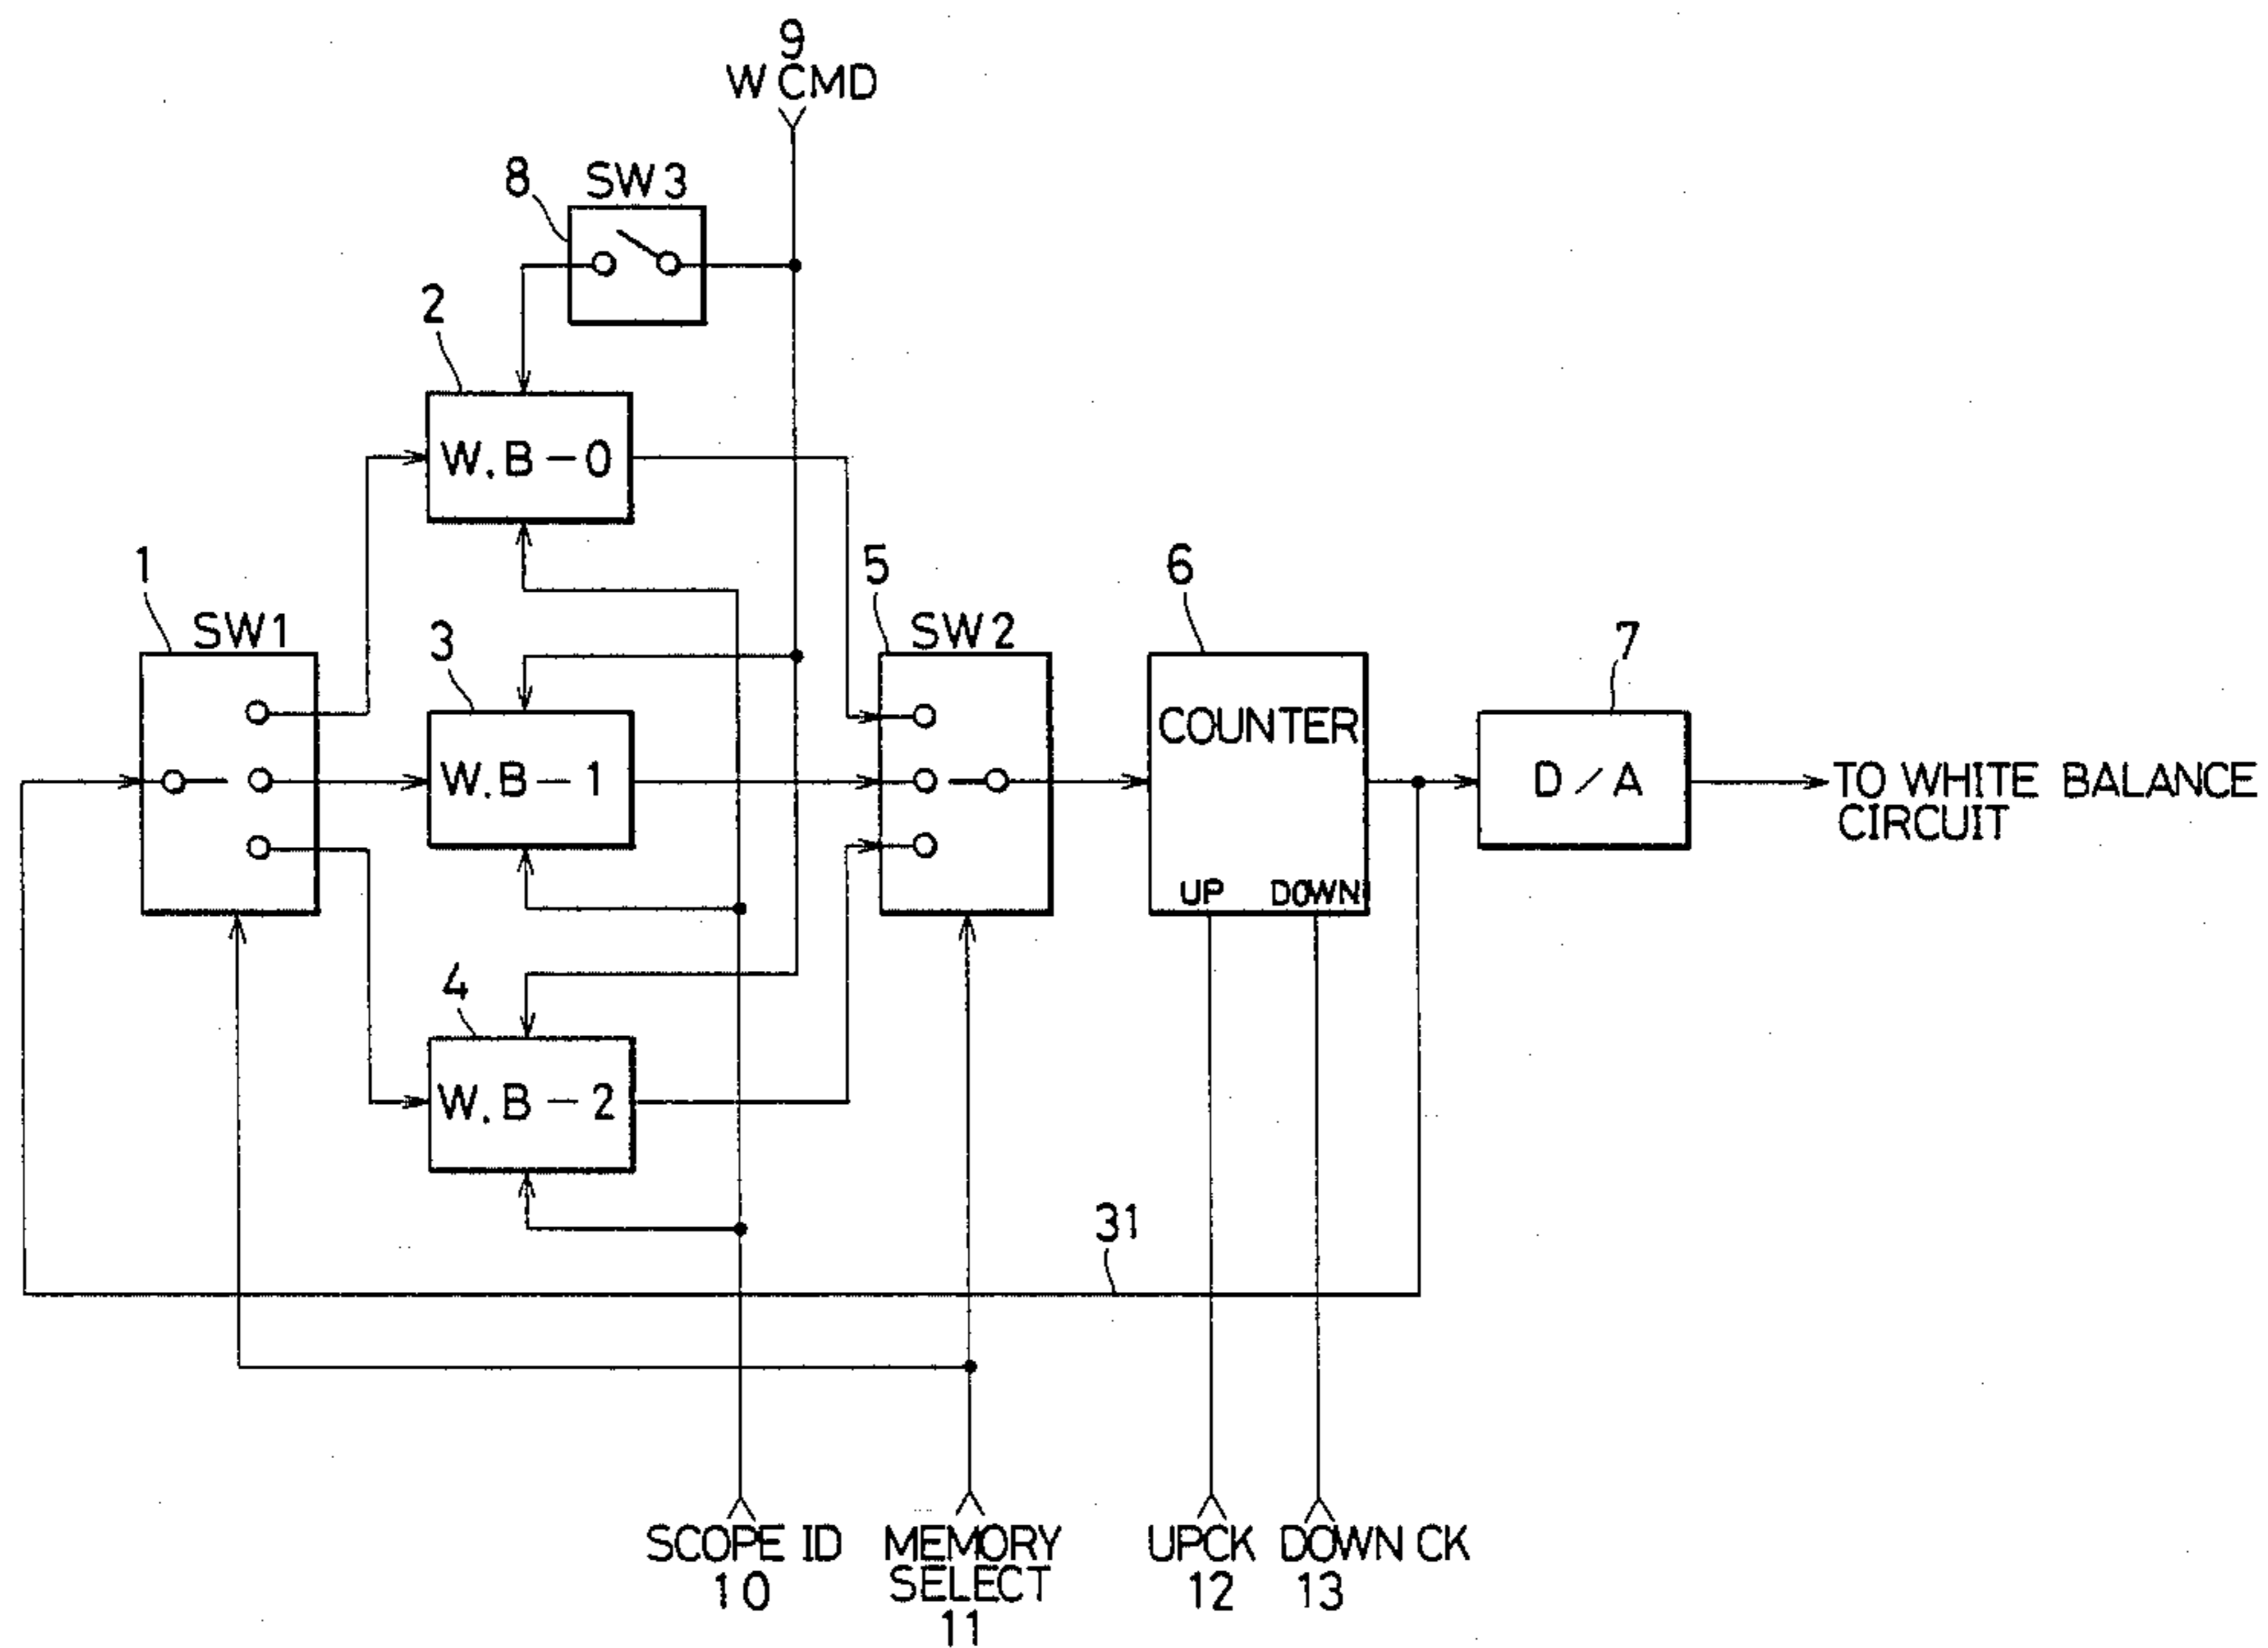 9
W CMD
8
SW3
2
W.B-0
1
SW1
3
W.B-1
5
SW2
6
COUNTER
UP DOWN
7
D/A
TO WHITE BALANCE
CIRCUIT
4
W.B-2
31
SCOPE ID
10
MEMORY
SELECT
11
UPCK
12
DOWN CK
13